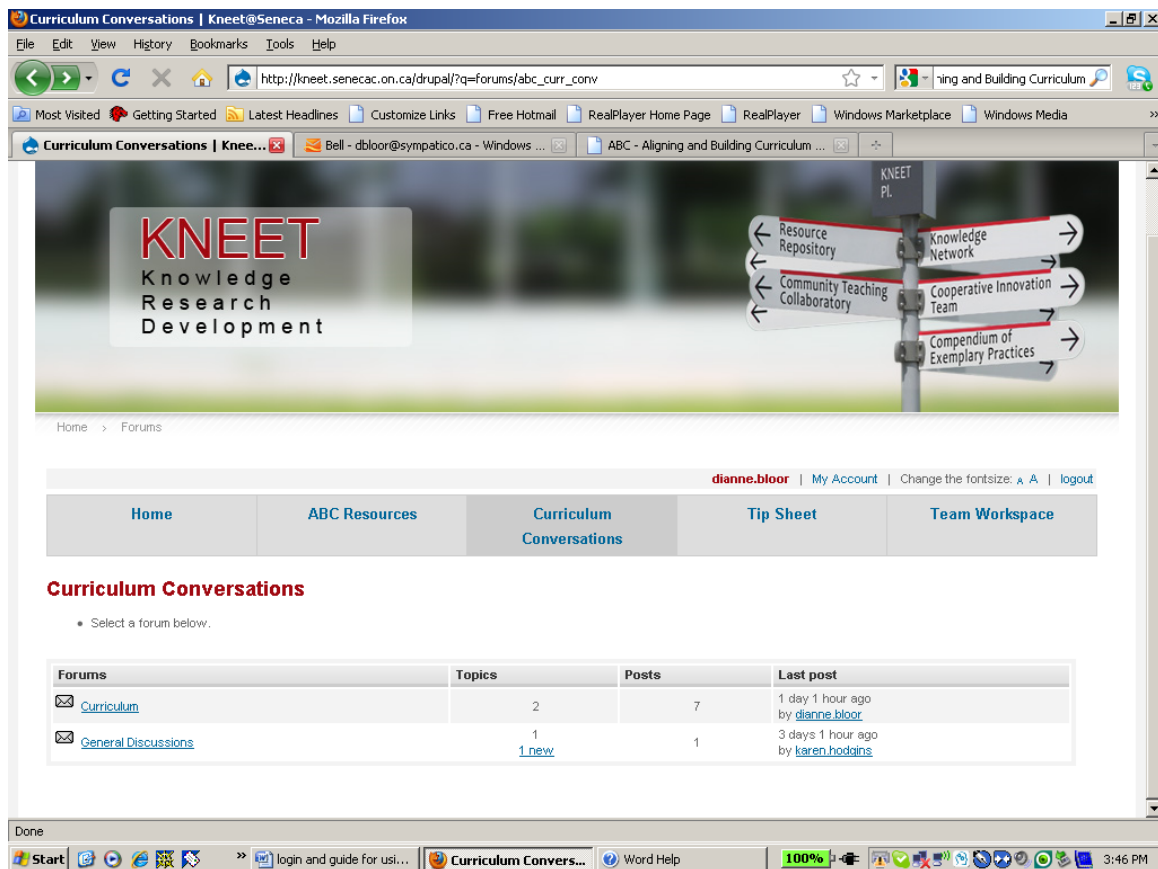 Curriculum Conversations | Kneet@Seneca - Mozilla Firefox
File Edit View History Bookmarks Tools Help
http://kneet.senecac.on.ca/drupal/?q=forums/abc_curr_conv
ning and Building Curriculum
Most Visited Getting Started Latest Headlines Customize Links Free Hotmail RealPlayer Home Page RealPlayer Windows Marketplace Windows Media »
Curriculum Conversations | Knee... Bell - dbloor@sympatico.ca - Windows ... ABC - Aligning and Building Curriculum ...
KNEET
Knowledge
Research
Development
KNEET
Pl.
Resource
Repository
Knowledge
Network
Community Teaching
Collaboratory
Cooperative Innovation
Team
Compendium of
Exemplary Practices
Home > Forums
dianne.bloor | My Account | Change the fontsize: A A | logout
Home ABC Resources Curriculum Conversations Tip Sheet Team Workspace
Curriculum Conversations
• Select a forum below.
Forums Topics Posts Last post
Curriculum 2 7 1 day 1 hour ago
by dianne.bloor
General Discussions 1 1 3 days 1 hour ago
1 new by karen.hodgins
Done
Start » login and guide for usi... Curriculum Convers... Word Help 100% 3:46 PM